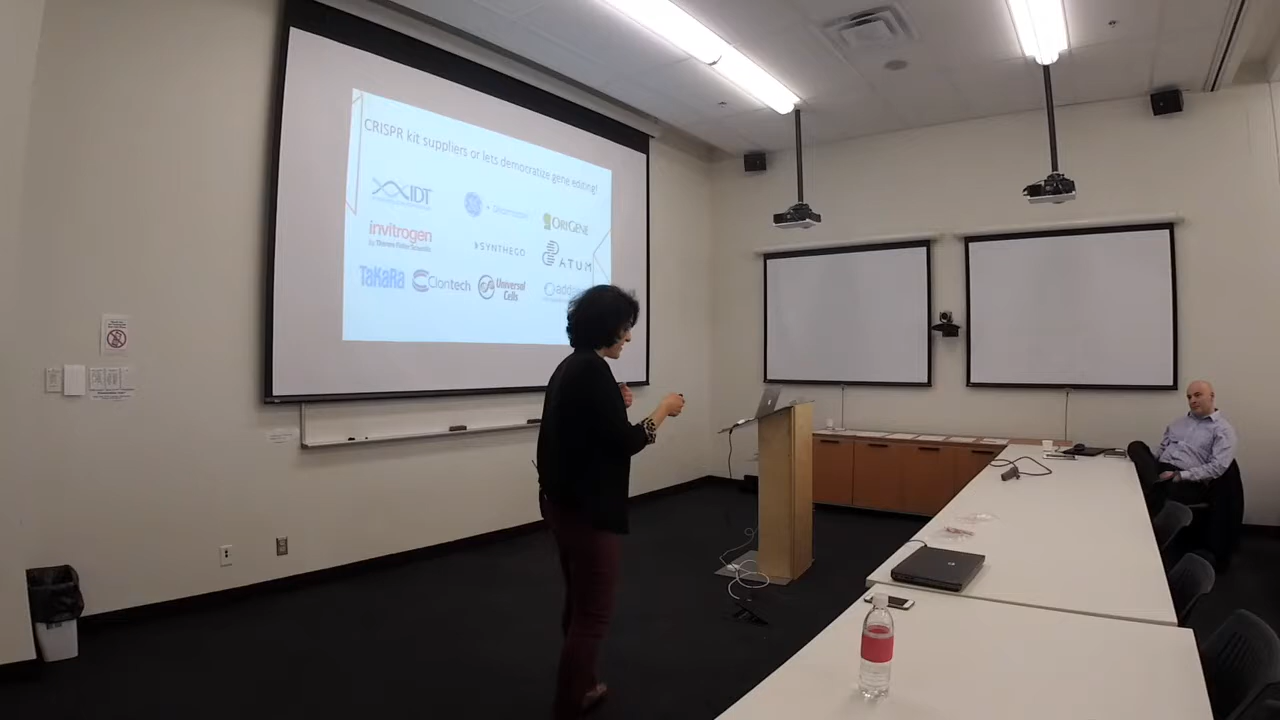 CRISPR kit suppliers or lets democratize gene editing!
IDT
ORIGENE
invitrogen
by Thermo Fisher Scientific
SYNTHEGO
ATUM
TaKaRa
Clontech
Universal
Cells